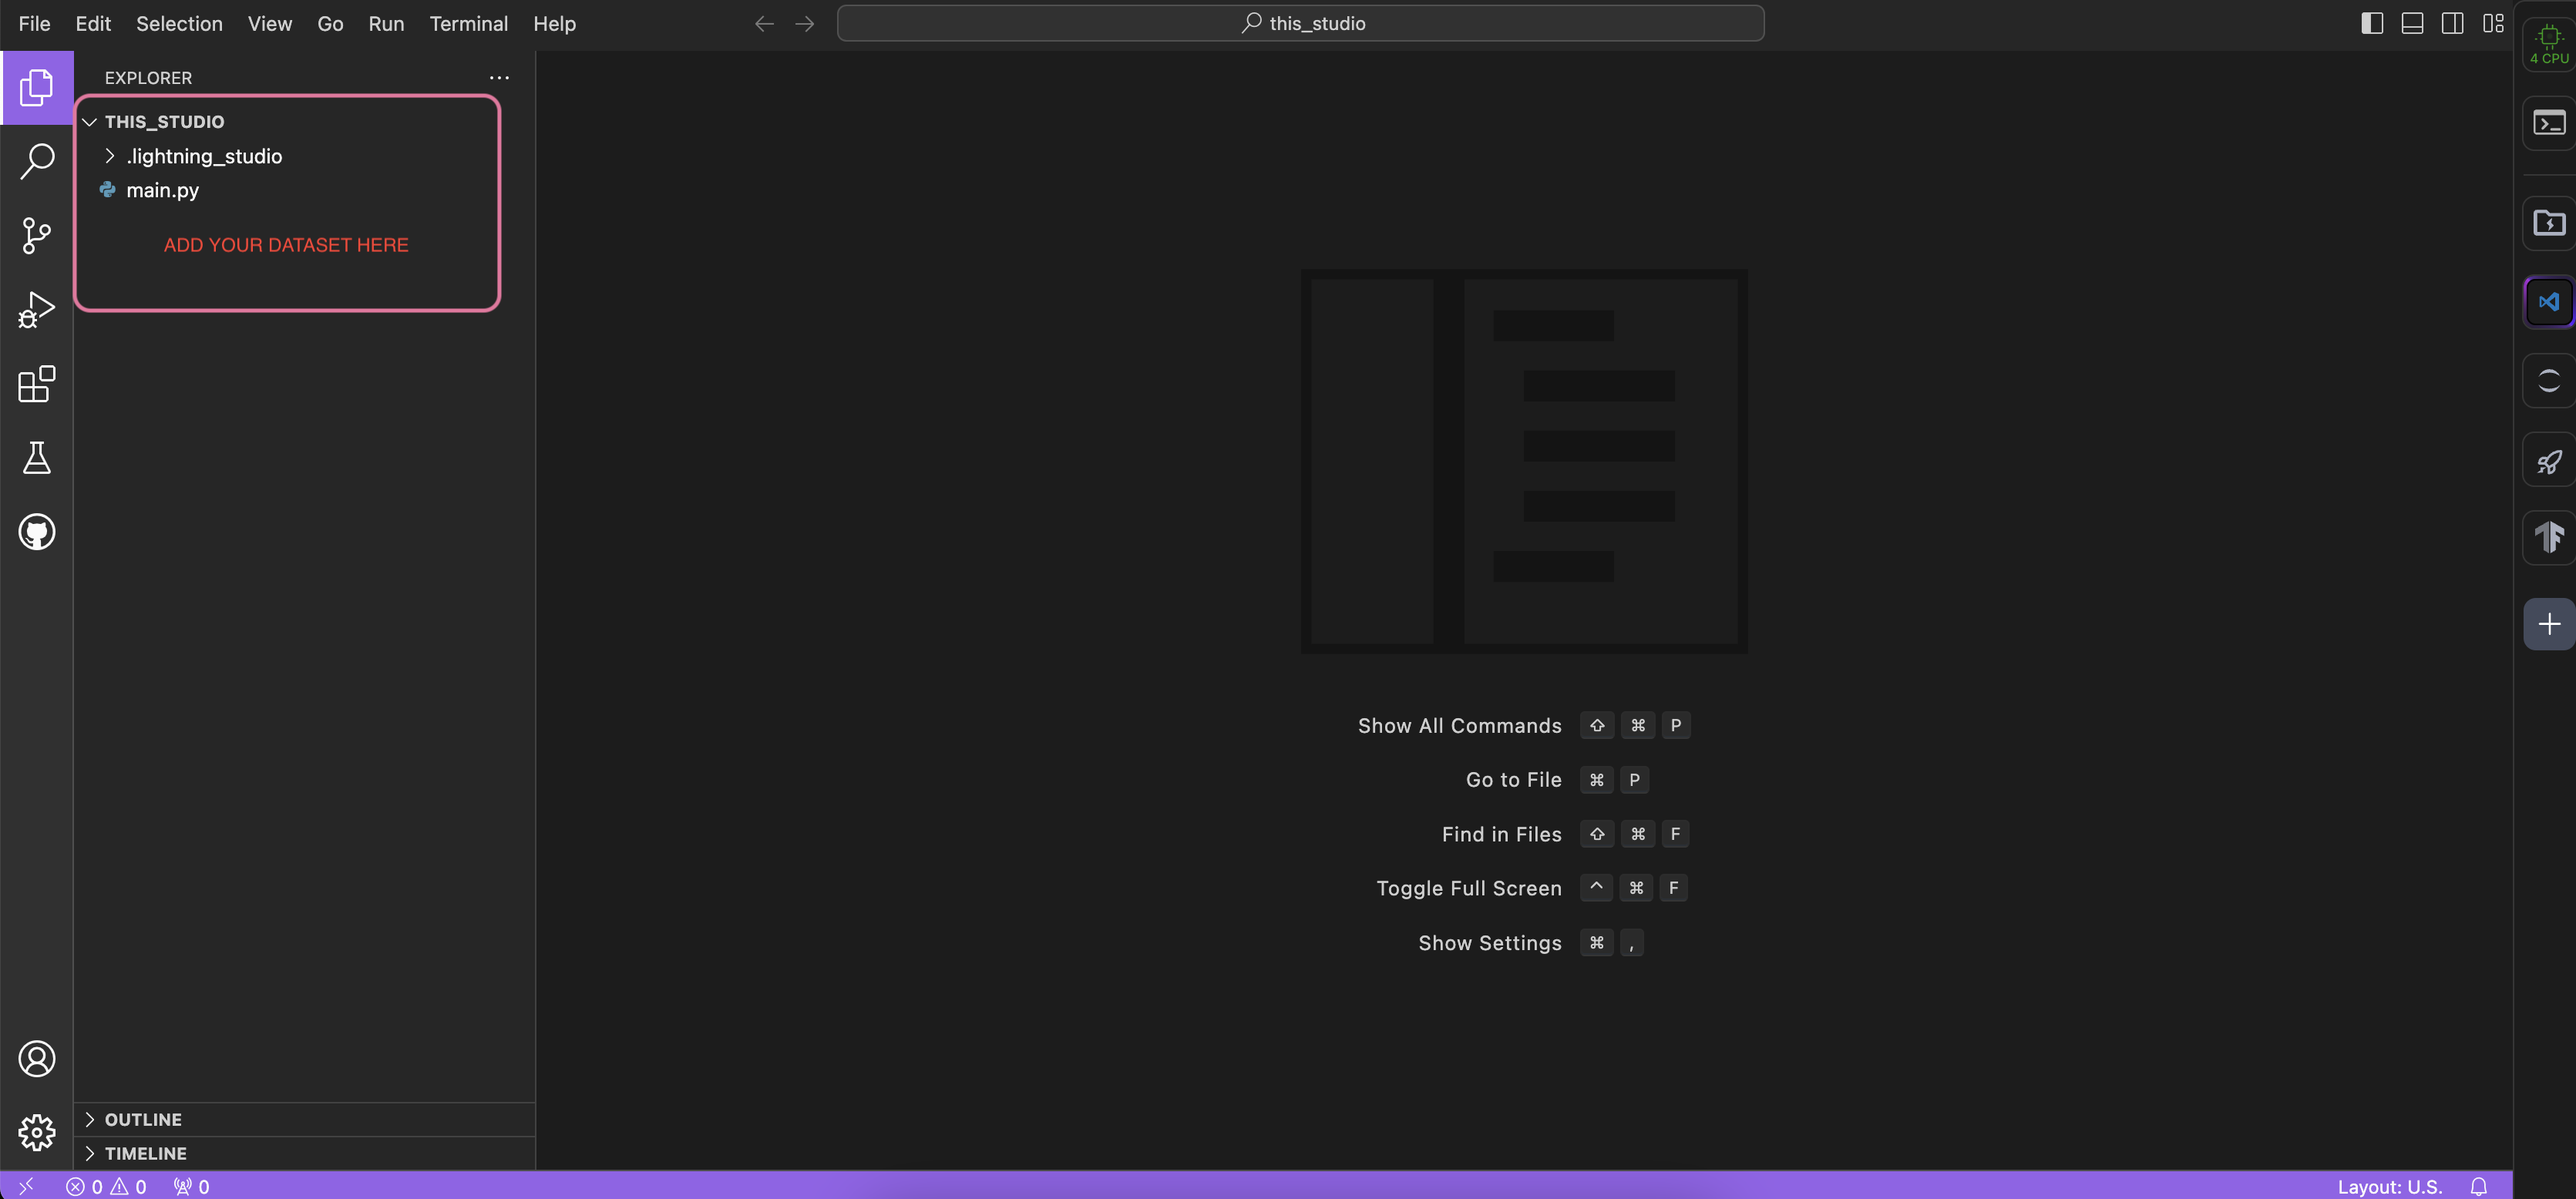 File Edit Selection View Go Run Terminal Help
this_studio
4 CPU
EXPLORER
THIS_STUDIO
.lightning_studio
main.py
ADD YOUR DATASET HERE
Show All Commands ⇧ ⌘ P
Go to File ⌘ P
Find in Files ⇧ ⌘ F
Toggle Full Screen ^ ⌘ F
Show Settings ⌘ ,
OUTLINE
TIMELINE
0 0 0
Layout: U.S.